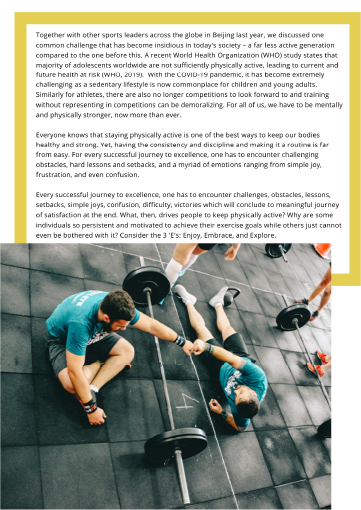 Together with other sports leaders across the globe in Beijing last year, we discussed one
common challenge that has become insidious in today's society – a far less active generation
compared to the one before. A recent World Health Organization (WHO) study states that
majority of adolescents worldwide are not sufficiently physically active, leading to current and
future health at risk (WHO, 2019). With the COVID-19 pandemic, it has become extremely
challenging as a sedentary lifestyle is now commonplace for children and young adults.
Similarly for athletes, there are also no longer competitions to look forward to and training
without representing in competitions can be demoralizing. For all of us, we have to be mentally
and physically stronger, now more than ever.
Everyone knows that staying physically active is one of the best ways to keep our bodies
healthy and strong. Yet, having the consistency and discipline and making it a routine is far
from easy. For every successful journey to excellence, one has to encounter challenging
obstacles, hard lessons and setbacks, and a myriad of emotions ranging from simple joy,
frustration, and even confusion.
Every successful journey to excellence, one has to encounter challenges, obstacles, lessons,
setbacks, simple joys, confusion, difficulty, victories which will conclude to meaningful journey
of satisfaction at the end. What, then, drives people to keep physically active? Why are some
individuals so persistent and motivated to achieve their exercise goals while others just cannot
even be bothered with it? Consider the 3 'E's: Enjoy, Embrace, and Explore.